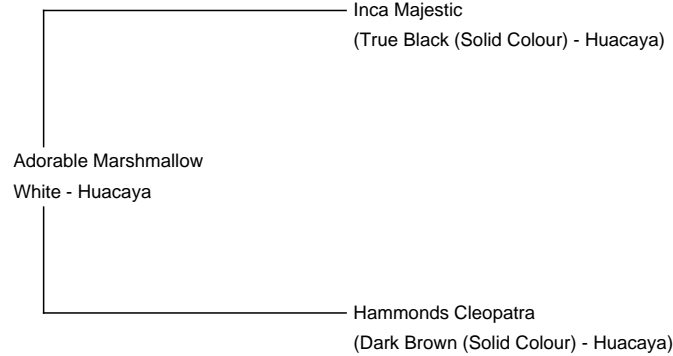 Inca Majestic
(True Black (Solid Colour) - Huacaya)
Adorable Marshmallow
White - Huacaya
Hammonds Cleopatra
(Dark Brown (Solid Colour) - Huacaya)